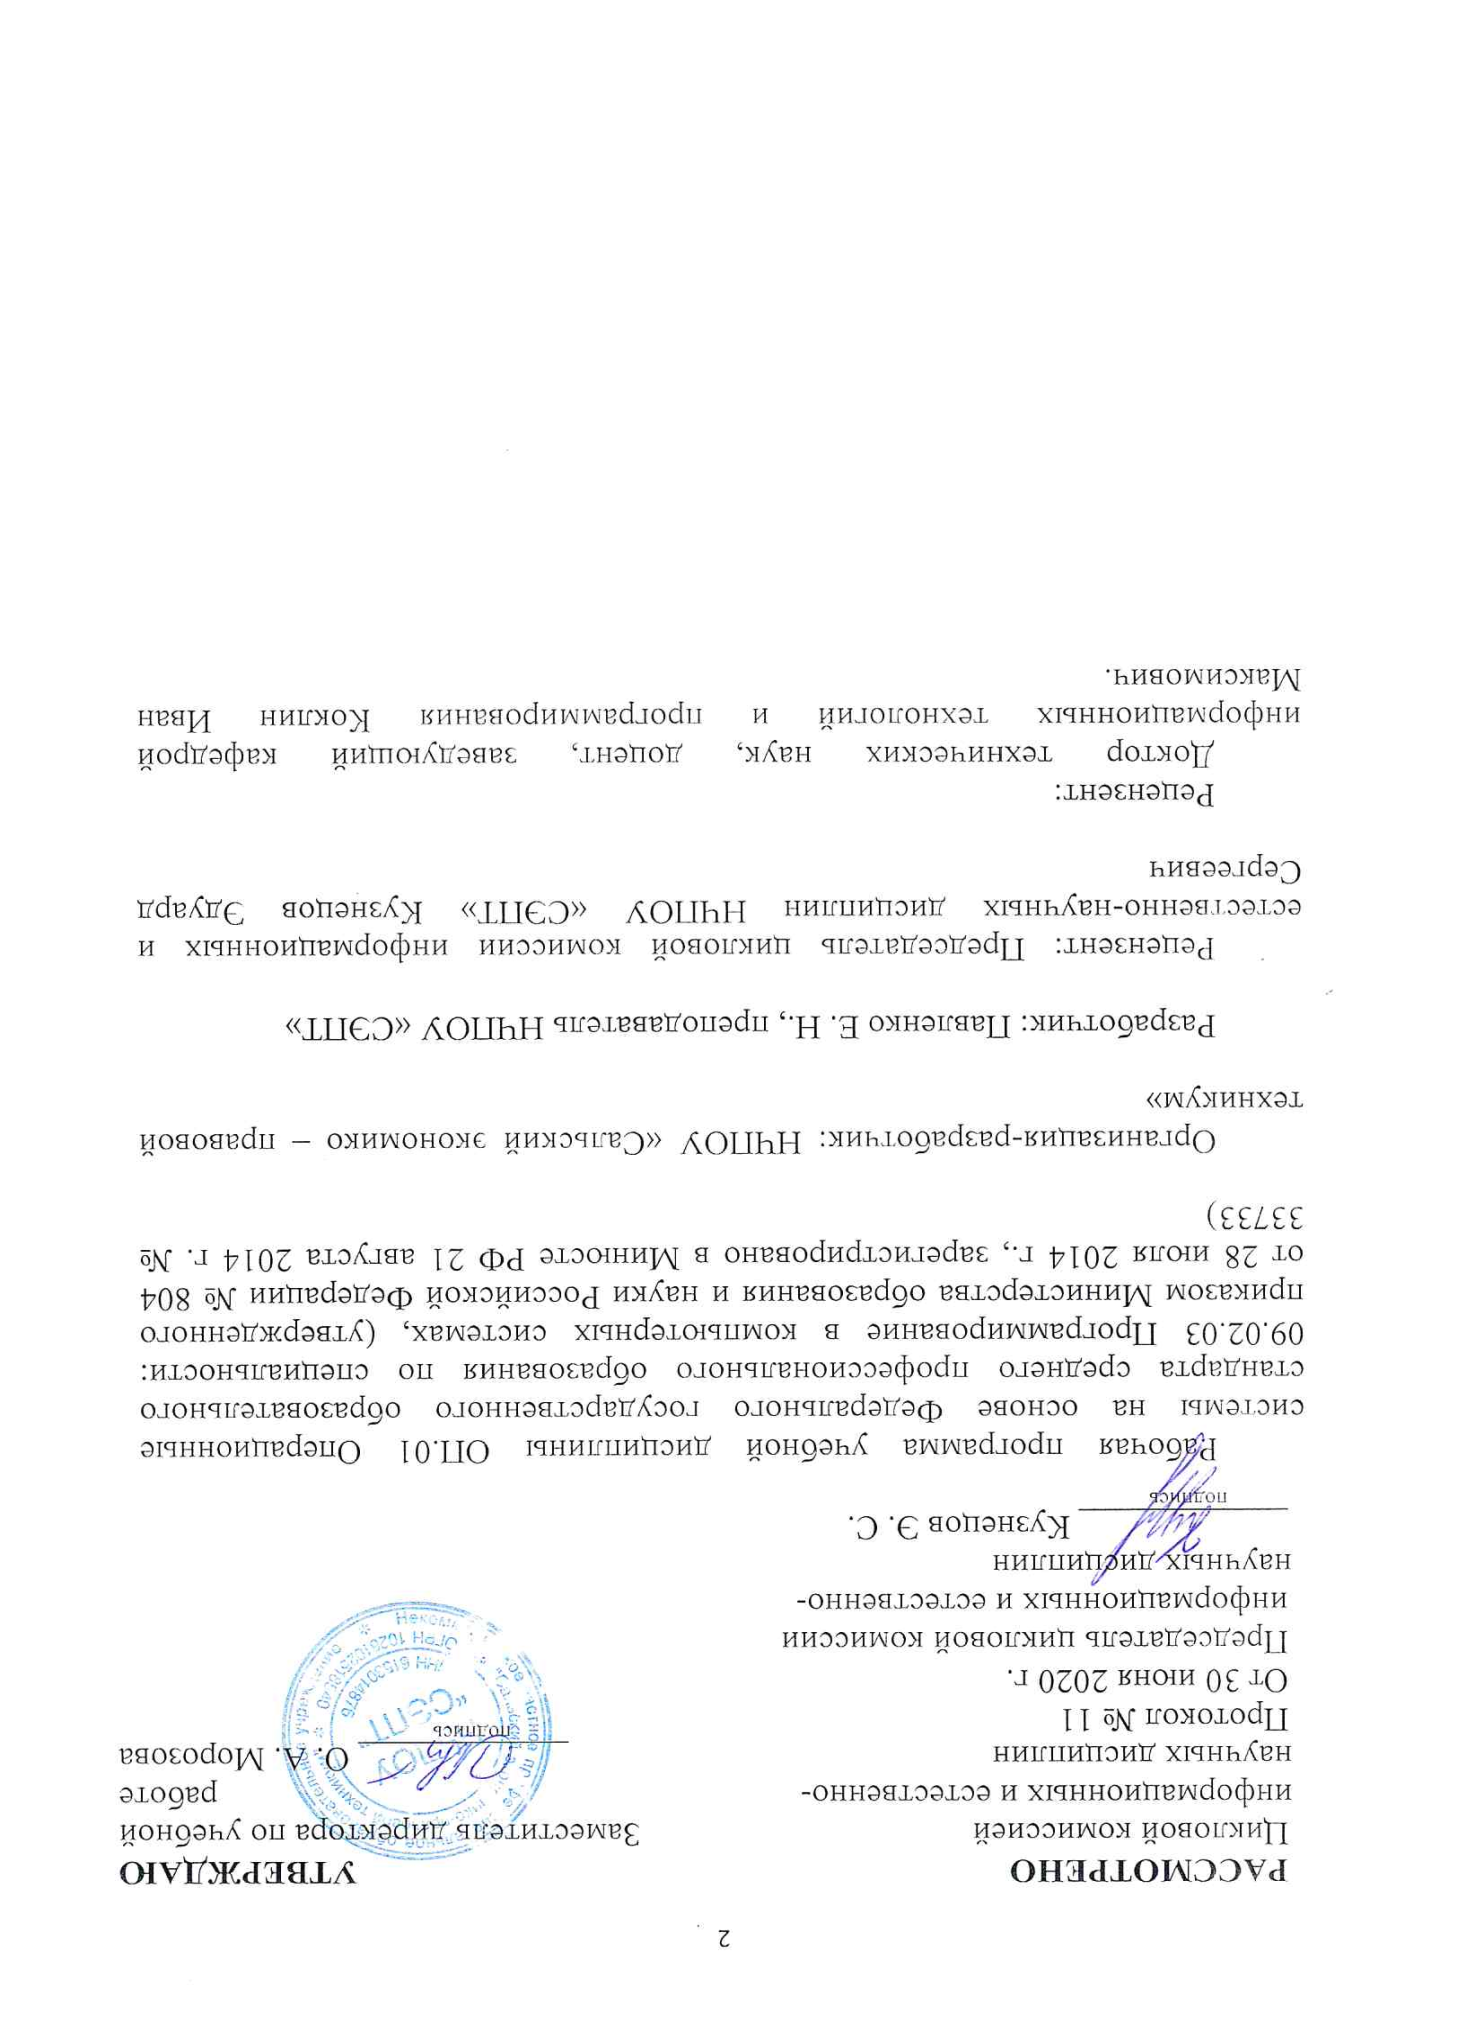 2
РАССМОТРЕНО
Цикловой комиссией
информационных и естественно-
научных дисциплин
Протокол № 11
От 30 июня 2020 г.
Председатель цикловой комиссии
информационных и естественно-
научных дисциплин
Кузнецов Э. С.
подпись
УТВЕРЖДАЮ
Заместитель директора по учебной
работе
О. А. Морозова
подпись
«СЭПТ»
ИНН 6153014876
Рабочая программа учебной дисциплины ОП.01 Операционные
системы на основе Федерального государственного образовательного
стандарта среднего профессионального образования по специальности:
09.02.03 Программирование в компьютерных системах, (утвержденного
приказом Министерства образования и науки Российской Федерации № 804
от 28 июля 2014 г., зарегистрировано в Минюсте РФ 21 августа 2014 г. №
33733)
Организация-разработчик: НЧПОУ «Сальский экономико – правовой
техникум»
Разработчик: Павленко Е. Н., преподаватель НЧПОУ «СЭПТ»
Рецензент: Председатель цикловой комиссии информационных и
естественно-научных дисциплин НЧПОУ «СЭПТ» Кузнецов Эдуард
Сергеевич
Рецензент:
Доктор технических наук, доцент, заведующий кафедрой
информационных технологий и программирования Коклин Иван
Максимович.